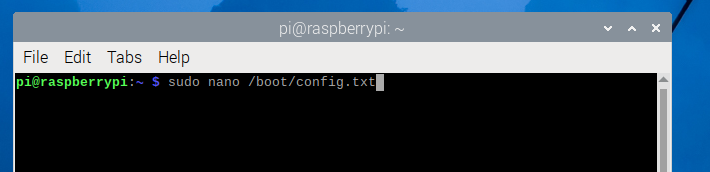 pi@raspberrypi: ~
File Edit Tabs Help
pi@raspberrypi:~ $ sudo nano /boot/config.txt